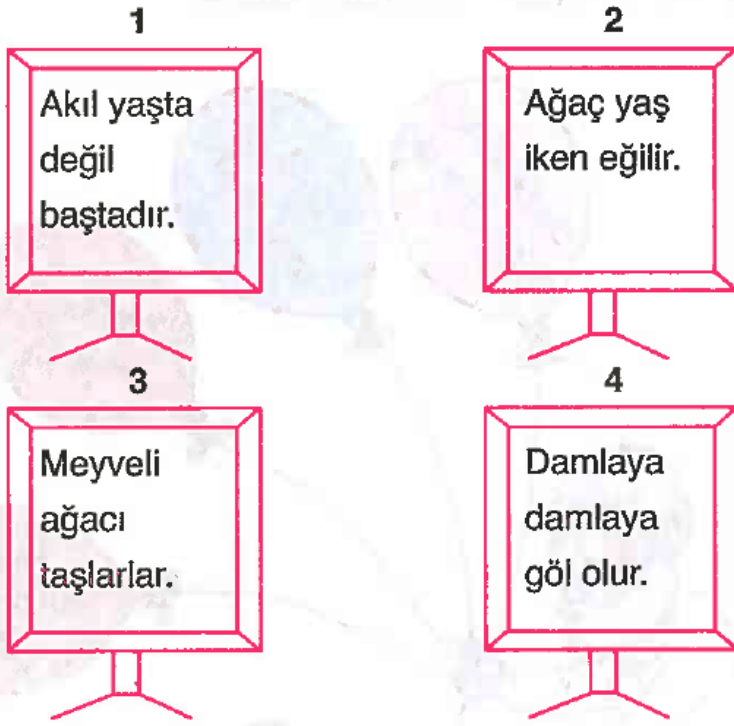 1
Akıl yaşta
değil
baştadır.
2
Ağaç yaş
iken eğilir.
3
Meyveli
ağacı
taşlarlar.
4
Damlaya
damlaya
göl olur.